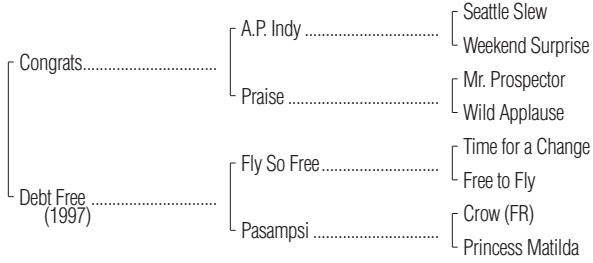 Seattle Slew
A.P. Indy ..............................
Weekend Surprise
Congrats..............................
Mr. Prospector
Praise ..............................
Wild Applause
Time for a Change
Fly So Free..............................
Free to Fly
Debt Free ..............................
(1997)
Crow (FR)
Pasampsi ..............................
Princess Matilda